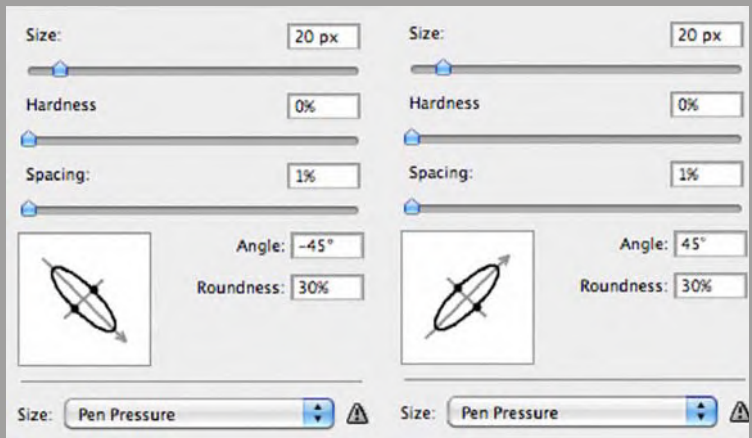 Size: 20 px
Hardness 0%
Spacing: 1%
Angle: -45°
Roundness: 30%
Size: Pen Pressure
Size: 20 px
Hardness 0%
Spacing: 1%
Angle: 45°
Roundness: 30%
Size: Pen Pressure